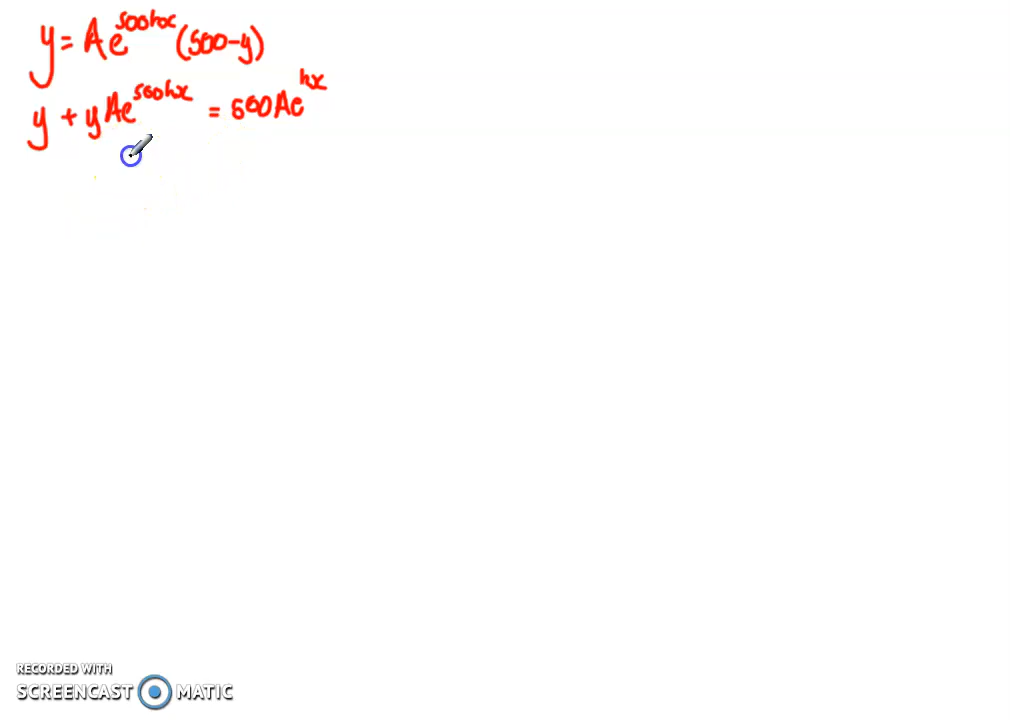 y = Ae^{500kx} (500-y)
y + yAe^{500kx} = 500Ae^{kx}
RECORDED WITH
SCREENCAST MATIC